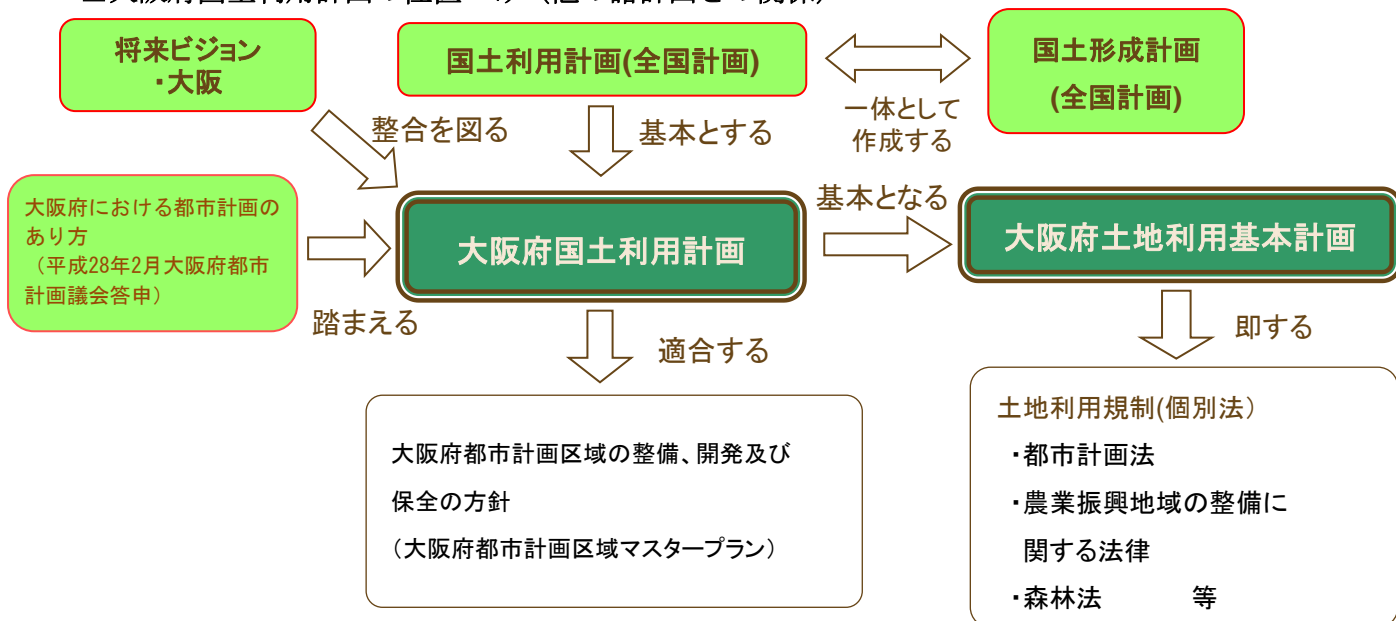 将来ビジョン
・大阪
国土利用計画(全国計画)
国土形成計画
(全国計画)
整合を図る
基本とする
一体として
作成する
大阪府における都市計画の
あり方
（平成28年2月大阪府都市
計画議会答申）
踏まえる
大阪府国土利用計画
基本となる
大阪府土地利用基本計画
適合する
即する
大阪府都市計画区域の整備、開発及び
保全の方針
（大阪府都市計画区域マスタープラン）
土地利用規制(個別法）
・都市計画法
・農業振興地域の整備に
関する法律
・森林法　　　等